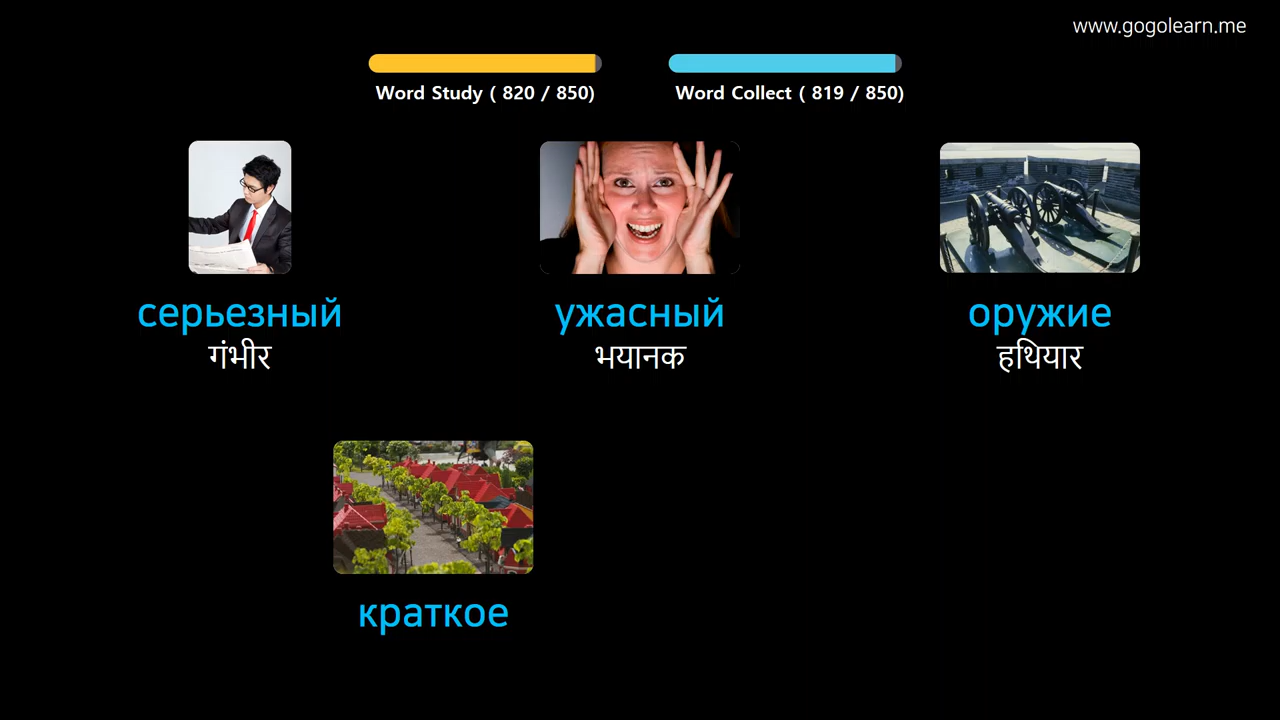 www.gogolearn.me
Word Study ( 820 / 850)
Word Collect ( 819 / 850)
серьезный
गंभीर
ужасный
भयानक
оружие
हथियार
краткое